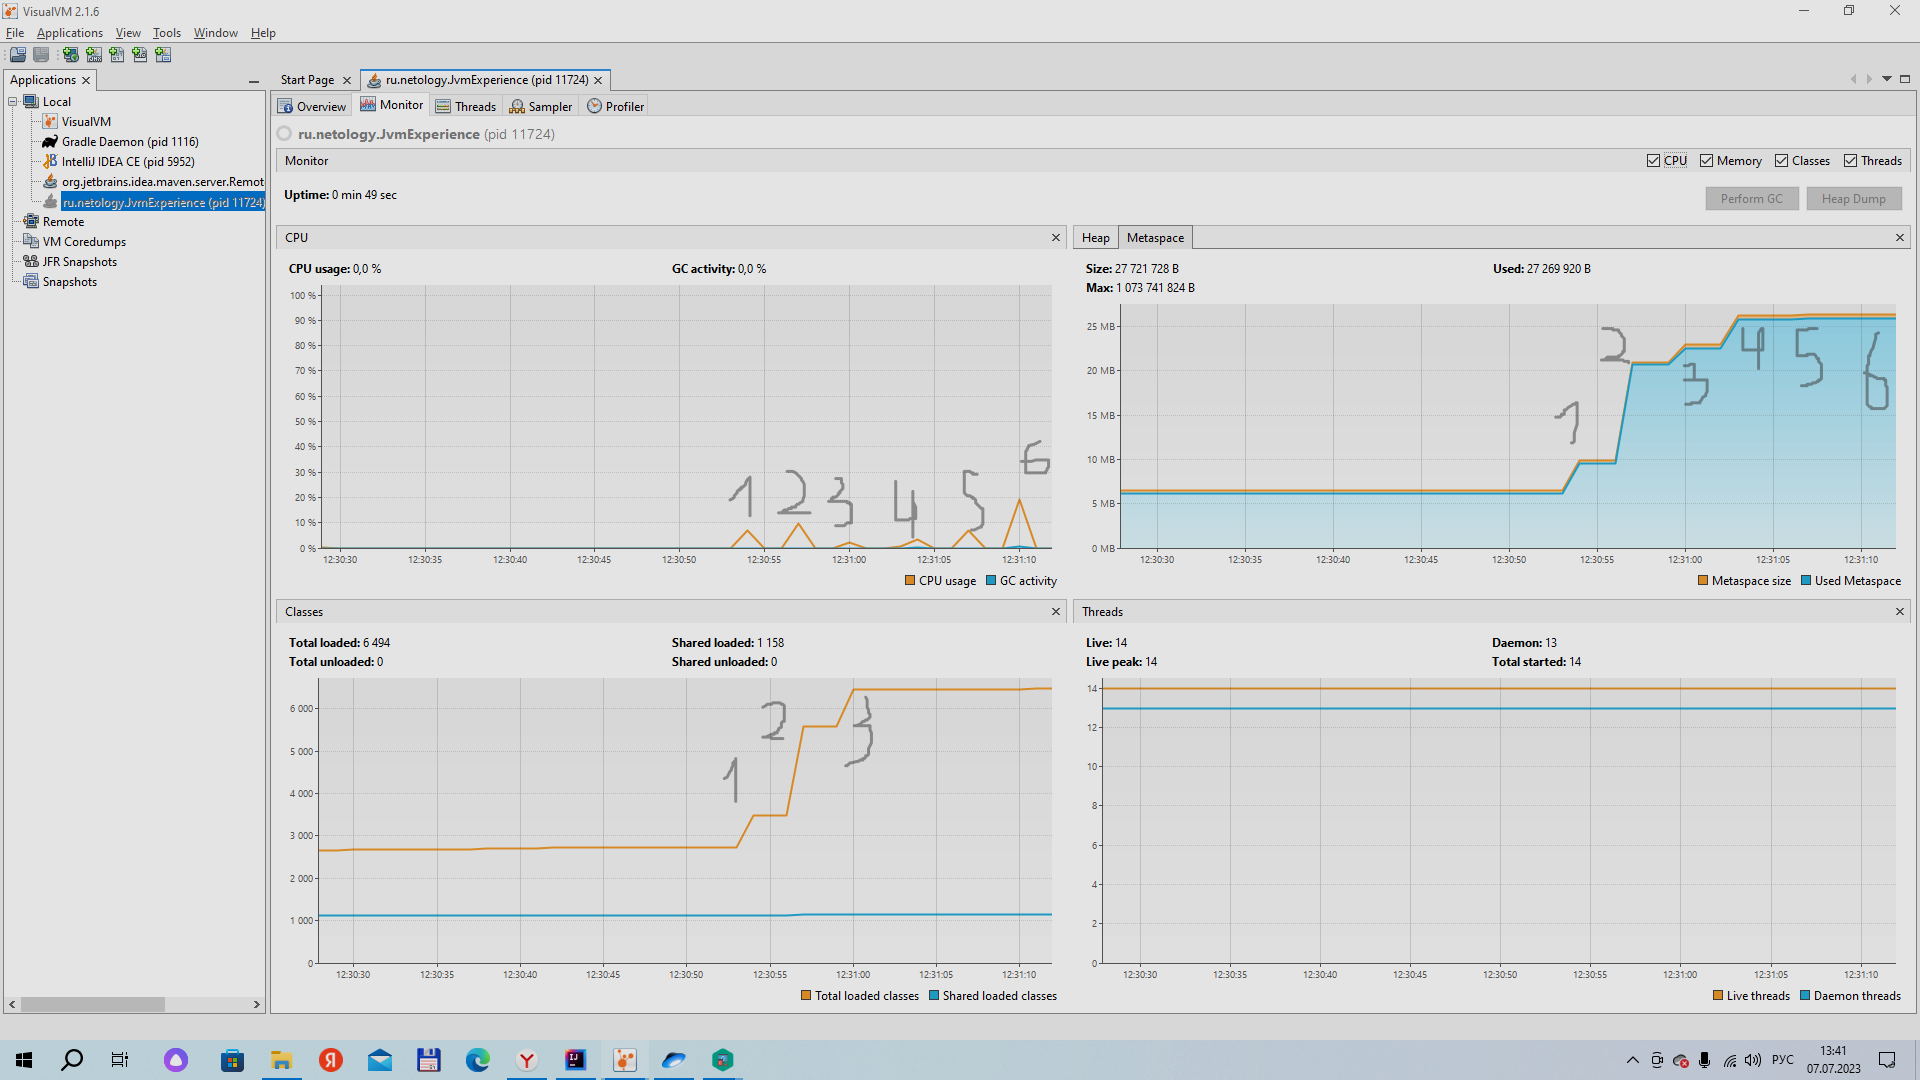 VisualVM 2.1.6
File Applications View Tools Window Help
Applications
Local
VisualVM
Gradle Daemon (pid 1116)
IntelliJ IDEA CE (pid 5952)
org.jetbrains.idea.maven.server.Remot
ru.netology.JvmExperience (pid 11724)
Remote
VM Coredumps
JFR Snapshots
Snapshots
Start Page ru.netology.JvmExperience (pid 11724)
Overview Monitor Threads Sampler Profiler
ru.netology.JvmExperience (pid 11724)
Monitor CPU Memory Classes Threads
Uptime: 0 min 49 sec Perform GC Heap Dump
CPU
CPU usage: 0,0 % GC activity: 0,0 %
100 %
90 %
80 %
70 %
60 %
50 %
40 %
30 %
20 %
10 %
0 %
1 2 3 4 5 6
12:30:30 12:30:35 12:30:40 12:30:45 12:30:50 12:30:55 12:31:00 12:31:05 12:31:10
CPU usage GC activity
Heap Metaspace
Size: 27 721 728 B Used: 27 269 920 B
Max: 1 073 741 824 B
25 MB
20 MB
15 MB
10 MB
5 MB
0 MB
1 2 3 4 5 6
12:30:30 12:30:35 12:30:40 12:30:45 12:30:50 12:30:55 12:31:00 12:31:05 12:31:10
Metaspace size Used Metaspace
Classes
Total loaded: 6 494 Shared loaded: 1 158
Total unloaded: 0 Shared unloaded: 0
6 000
5 000
4 000
3 000
2 000
1 000
0
1 2 3
12:30:30 12:30:35 12:30:40 12:30:45 12:30:50 12:30:55 12:31:00 12:31:05 12:31:10
Total loaded classes Shared loaded classes
Threads
Live: 14 Daemon: 13
Live peak: 14 Total started: 14
14
12
10
8
6
4
2
0
12:30:30 12:30:35 12:30:40 12:30:45 12:30:50 12:30:55 12:31:00 12:31:05 12:31:10
Live threads Daemon threads
Я Y IJ
РУС
13:41
07.07.2023